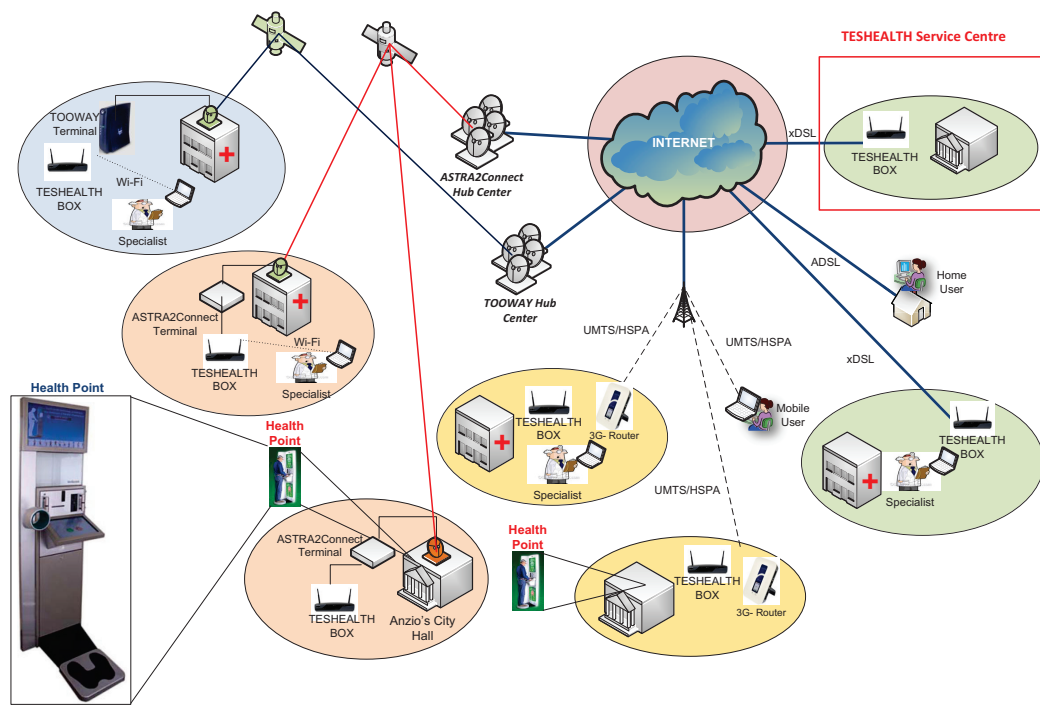 TESHEALTH Service Centre
TOOWAY
Terminal
TESHEALTH
BOX
Wi-Fi
Specialist
ASTRA2Connect
Hub Center
INTERNET
xDSL
TESHEALTH
BOX
TOOWAY Hub
Center
ADSL
Home
User
ASTRA2Connect
Terminal
TESHEALTH
BOX
Wi-Fi
Specialist
UMTS/HSPA
UMTS/HSPA
xDSL
Health Point
Health
Point
TESHEALTH
BOX
3G- Router
Specialist
Mobile
User
TESHEALTH
BOX
Specialist
UMTS/HSPA
ASTRA2Connect
Terminal
TESHEALTH
BOX
Anzio's City
Hall
Health
Point
TESHEALTH
BOX
3G- Router